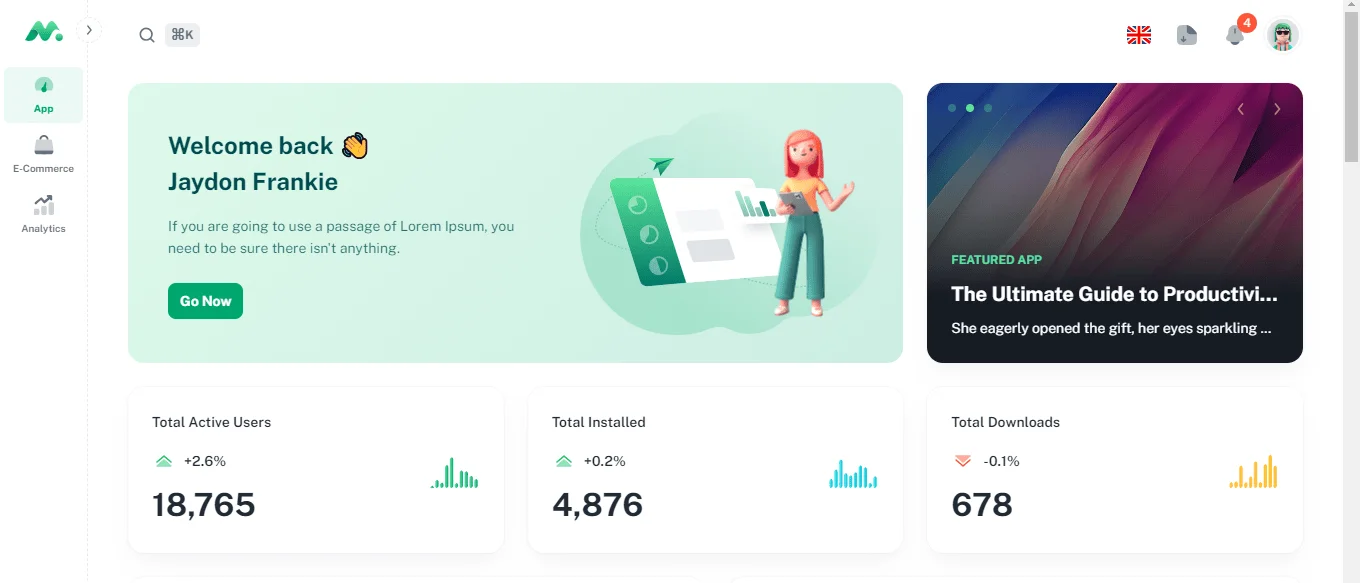 ⌘K
4
App
E-Commerce
Analytics
Welcome back 👋
Jaydon Frankie
If you are going to use a passage of Lorem Ipsum, you
need to be sure there isn't anything.
Go Now
FEATURED APP
The Ultimate Guide to Productivi...
She eagerly opened the gift, her eyes sparkling ...
Total Active Users
+2.6%
18,765
Total Installed
+0.2%
4,876
Total Downloads
-0.1%
678